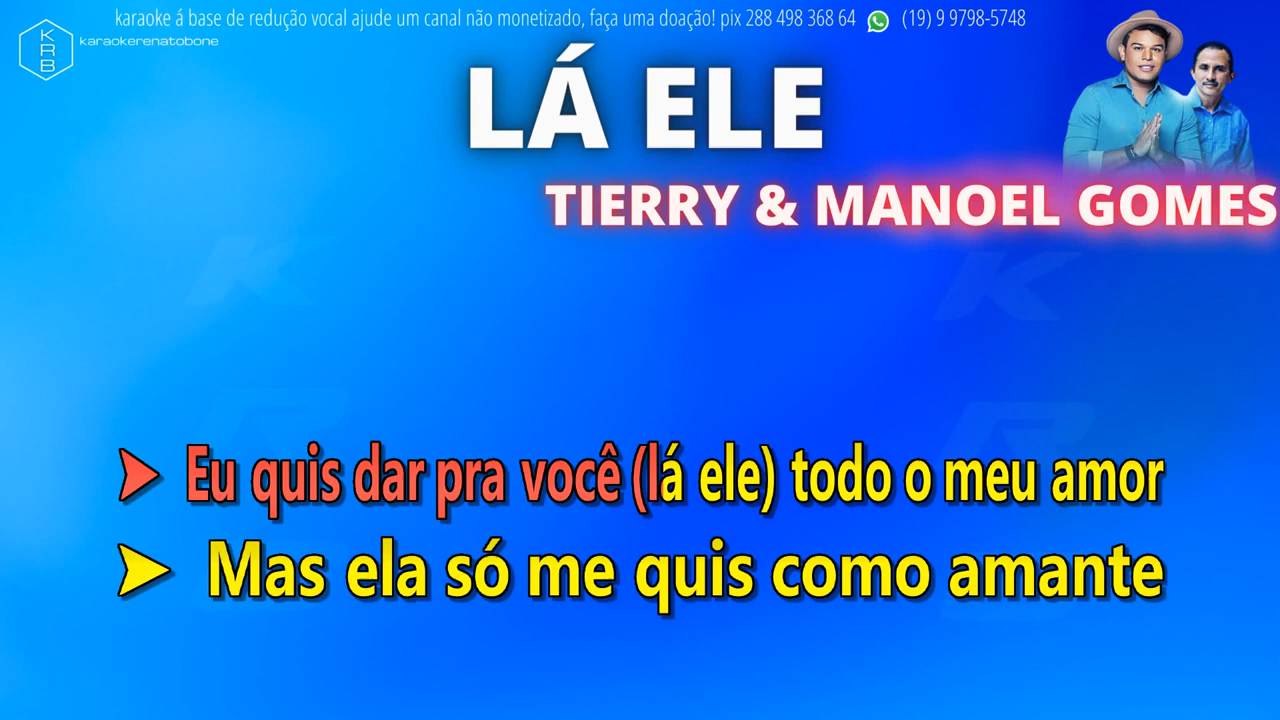 karaoke á base de redução vocal ajude um canal não monetizado, faça uma doação! pix 288 498 368 64 (19) 9 9798-5748
KRB
karaokerenatobone
LÁ ELE
TIERRY & MANOEL GOMES
K
K
R
R
➤ Eu quis dar pra você (lá ele) todo o meu amor
➤ Mas ela só me quis como amante